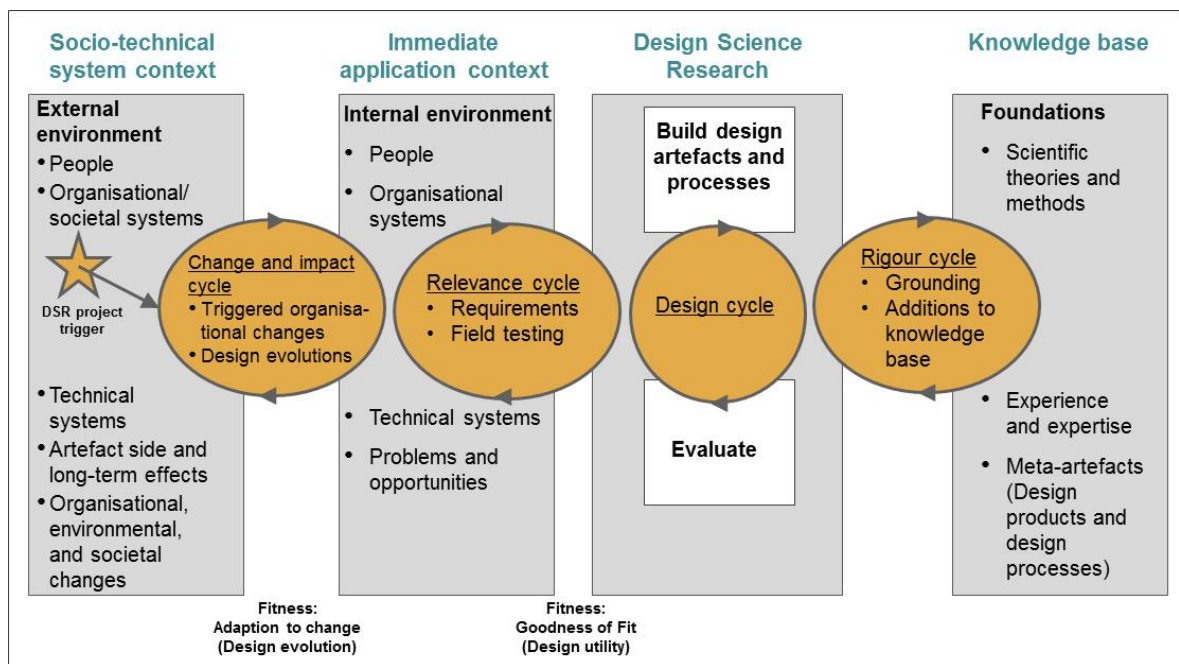 Socio-technical
system context
External
environment
• People
• Organisational/
societal systems
DSR project
trigger
• Technical
systems
• Artefact side and
long-term effects
• Organisational,
environmental,
and societal
changes
Change and impact
cycle
• Triggered organisa-
tional changes
• Design evolutions
Fitness:
Adaption to change
(Design evolution)
Immediate
application context
Internal environment
• People
• Organisational
systems
Relevance cycle
• Requirements
• Field testing
• Technical systems
• Problems and
opportunities
Fitness:
Goodness of Fit
(Design utility)
Design Science
Research
Build design
artefacts and
processes
Design cycle
Evaluate
Rigour cycle
• Grounding
• Additions to
knowledge
base
Knowledge base
Foundations
• Scientific
theories and
methods
• Experience
and expertise
• Meta-artefacts
(Design
products and
design
processes)